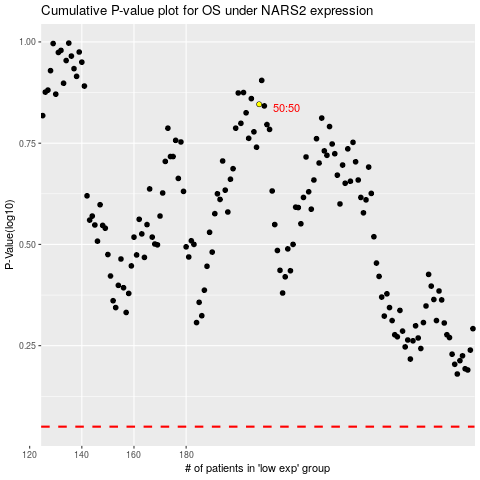 Cumulative P-value plot for OS under NARS2 expression
P-Value(log10)
1.00
0.75
0.50
0.25
50:50
120 140 160 180
# of patients in 'low exp' group